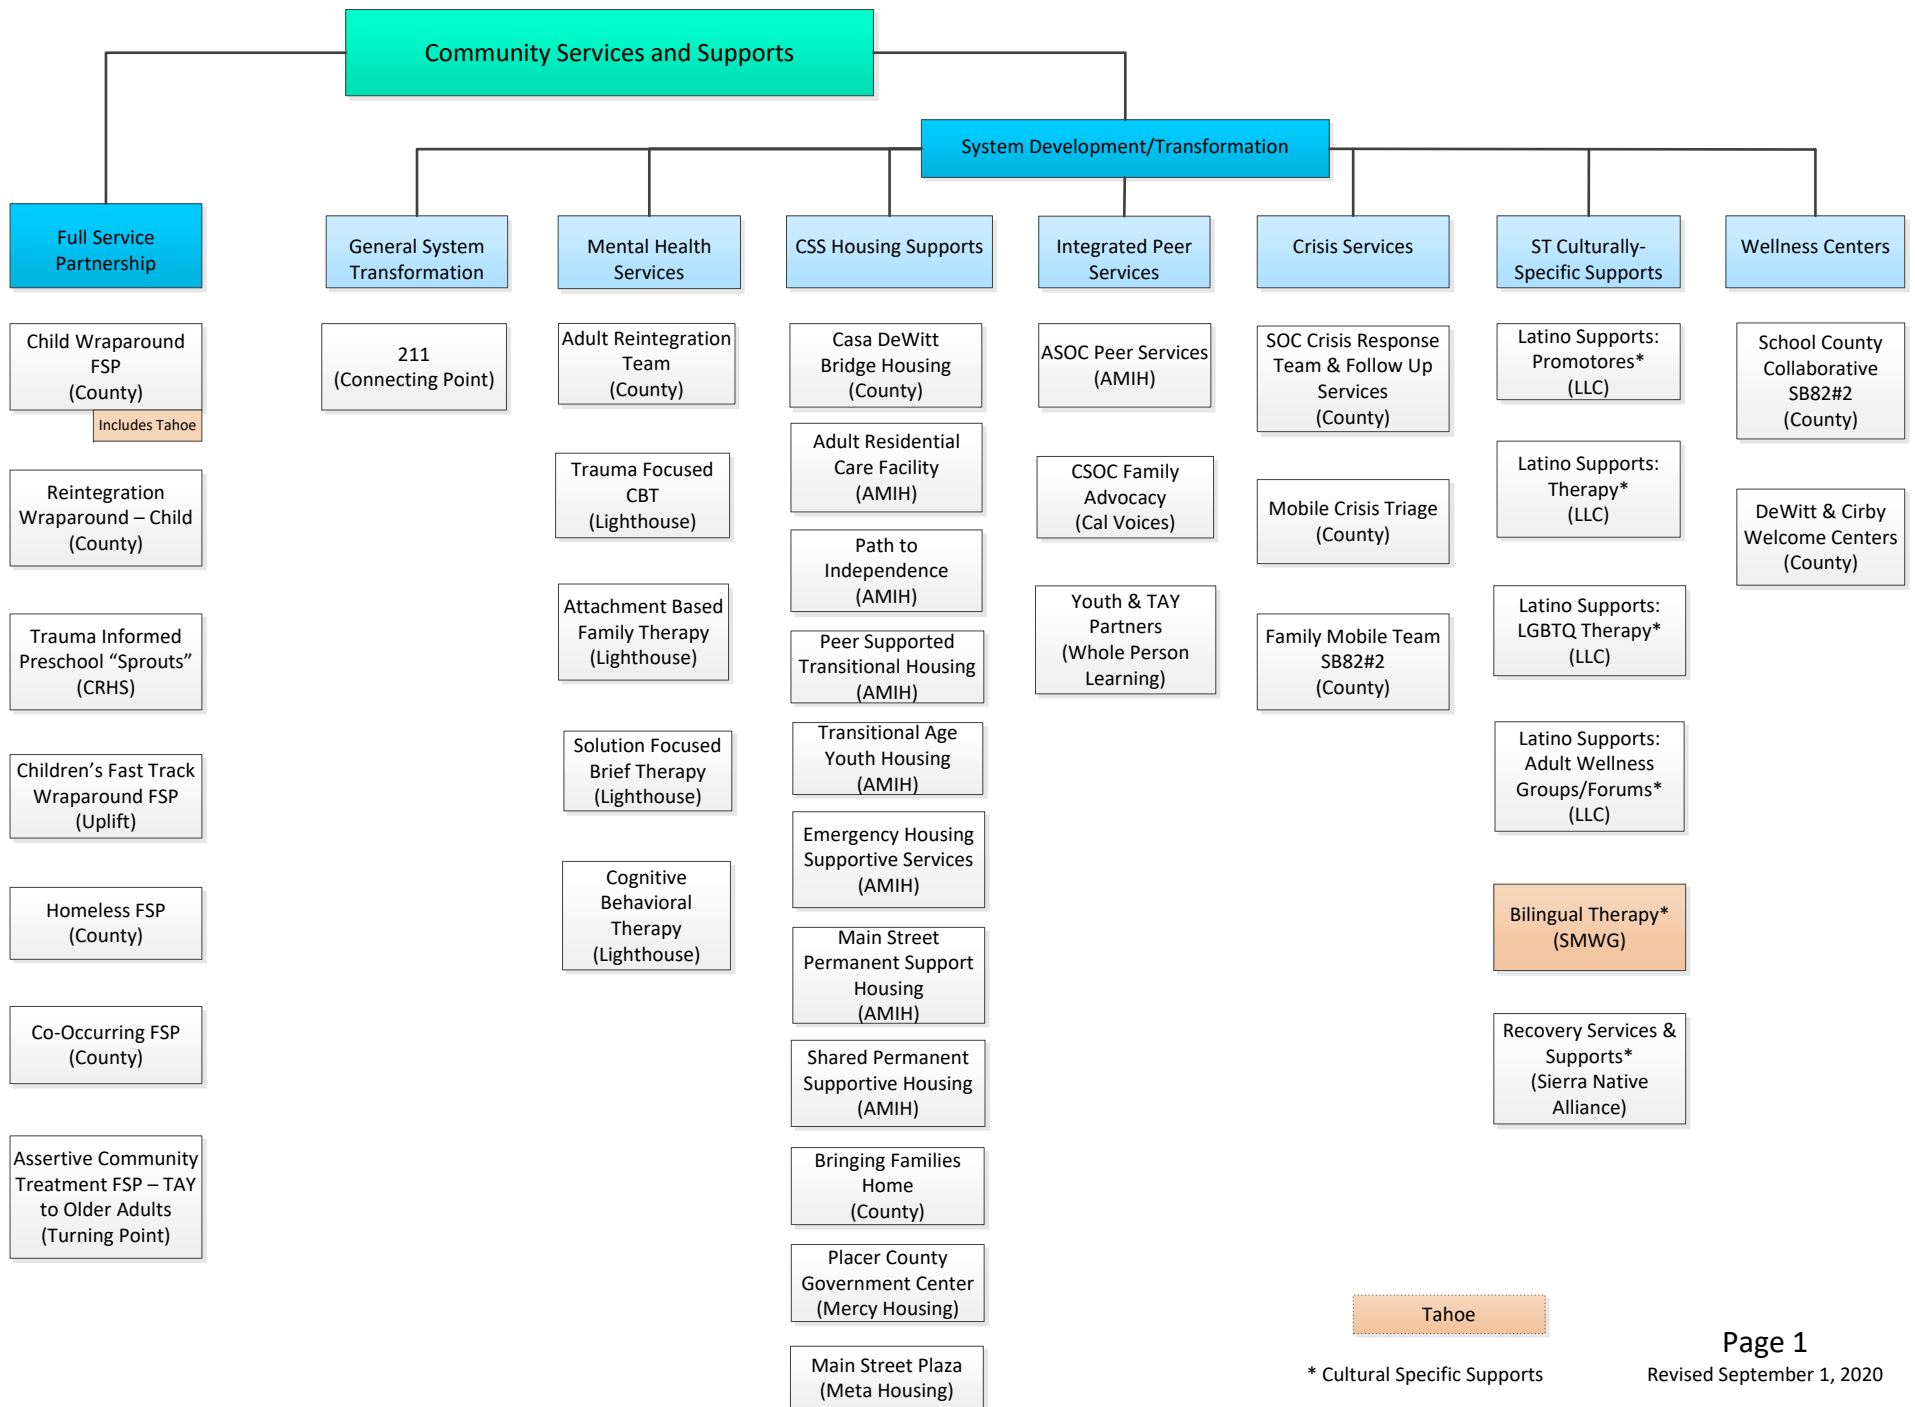 Community Services and Supports
System Development/Transformation
Full Service
Partnership
General System
Transformation
Mental Health
Services
CSS Housing Supports
Integrated Peer
Services
Crisis Services
ST Culturally-
Specific Supports
Wellness Centers
Child Wraparound
FSP
(County)
Includes Tahoe
Reintegration
Wraparound – Child
(County)
Trauma Informed
Preschool “Sprouts”
(CRHS)
Children’s Fast Track
Wraparound FSP
(Uplift)
Homeless FSP
(County)
Co-Occurring FSP
(County)
Assertive Community
Treatment FSP – TAY
to Older Adults
(Turning Point)
211
(Connecting Point)
Adult Reintegration
Team
(County)
Trauma Focused
CBT
(Lighthouse)
Attachment Based
Family Therapy
(Lighthouse)
Solution Focused
Brief Therapy
(Lighthouse)
Cognitive
Behavioral
Therapy
(Lighthouse)
Casa DeWitt
Bridge Housing
(County)
Adult Residential
Care Facility
(AMIH)
Path to
Independence
(AMIH)
Peer Supported
Transitional Housing
(AMIH)
Transitional Age
Youth Housing
(AMIH)
Emergency Housing
Supportive Services
(AMIH)
Main Street
Permanent Support
Housing
(AMIH)
Shared Permanent
Supportive Housing
(AMIH)
Bringing Families
Home
(County)
Placer County
Government Center
(Mercy Housing)
Main Street Plaza
(Meta Housing)
ASOC Peer Services
(AMIH)
CSOC Family
Advocacy
(Cal Voices)
Youth & TAY
Partners
(Whole Person
Learning)
SOC Crisis Response
Team & Follow Up
Services
(County)
Mobile Crisis Triage
(County)
Family Mobile Team
SB82#2
(County)
Latino Supports:
Promotores*
(LLC)
Latino Supports:
Therapy*
(LLC)
Latino Supports:
LGBTQ Therapy*
(LLC)
Latino Supports:
Adult Wellness
Groups/Forums*
(LLC)
Bilingual Therapy*
(SMWG)
Recovery Services &
Supports*
(Sierra Native
Alliance)
School County
Collaborative
SB82#2
(County)
DeWitt & Cirby
Welcome Centers
(County)
Tahoe
* Cultural Specific Supports
Page 1
Revised September 1, 2020